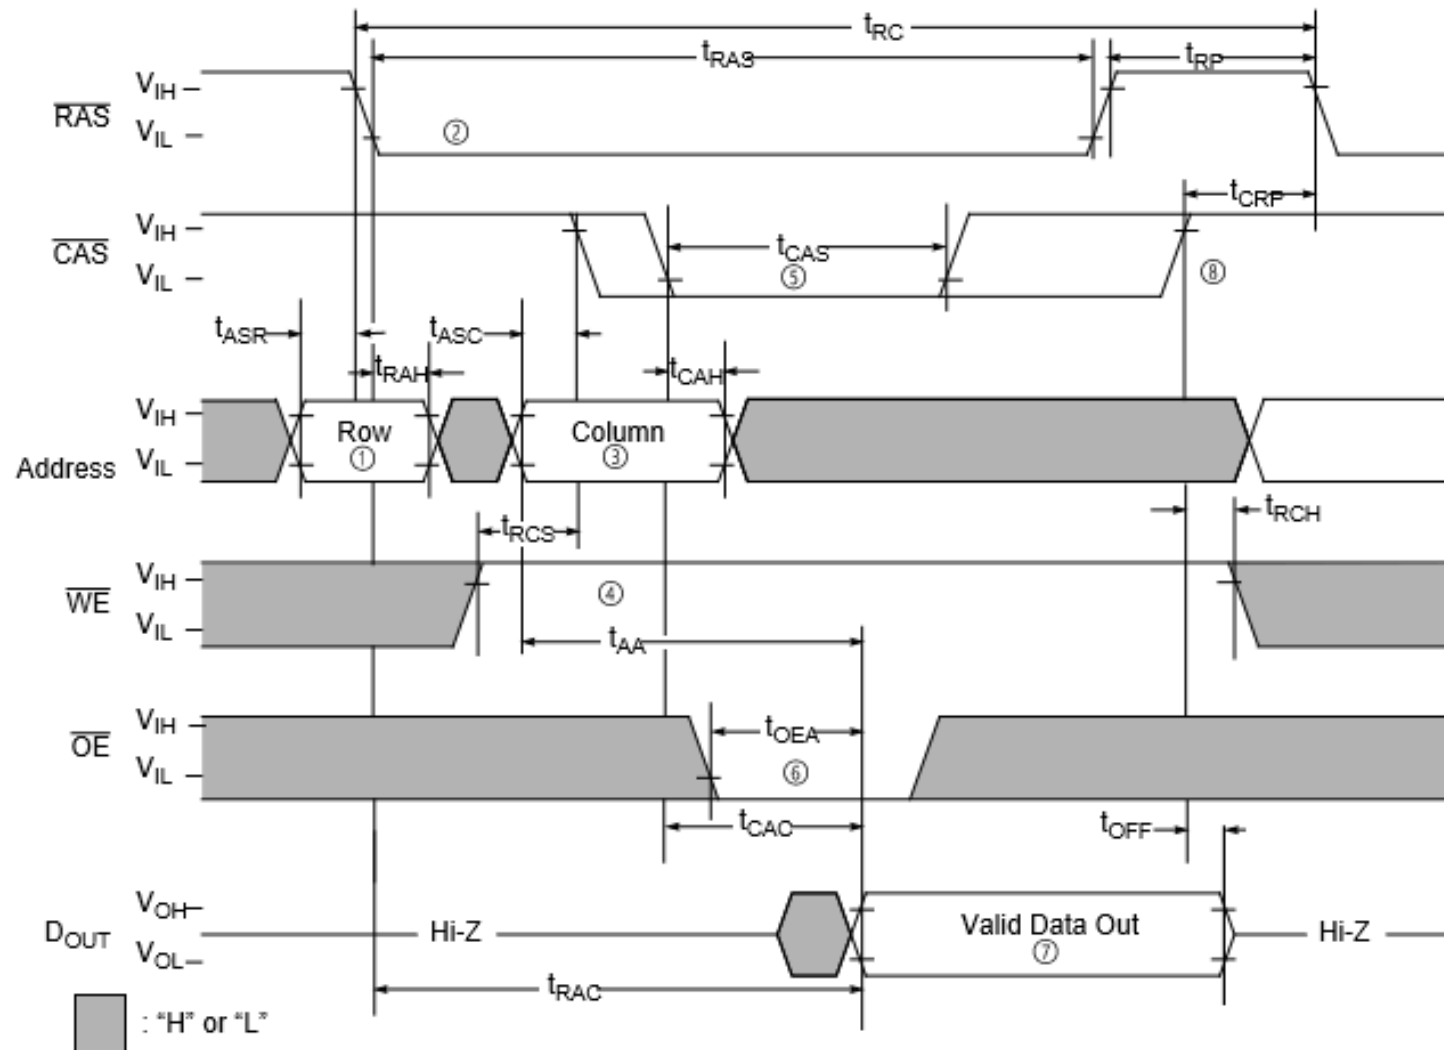 tRC
tRAS
tRP
RAS
VIH
VIL
②
tCRP
CAS
VIH
VIL
tCAS
⑤
⑧
tASR
tASC
tRAH
tCAH
Address
VIH
VIL
Row
①
Column
③
tRCS
tRCH
WE
VIH
VIL
④
tAA
OE
VIH
VIL
tOEA
⑥
tCAC
tOFF
DOUT
VOH
VOL
Hi-Z
Valid Data Out
⑦
Hi-Z
tRAC
: “H” or “L”